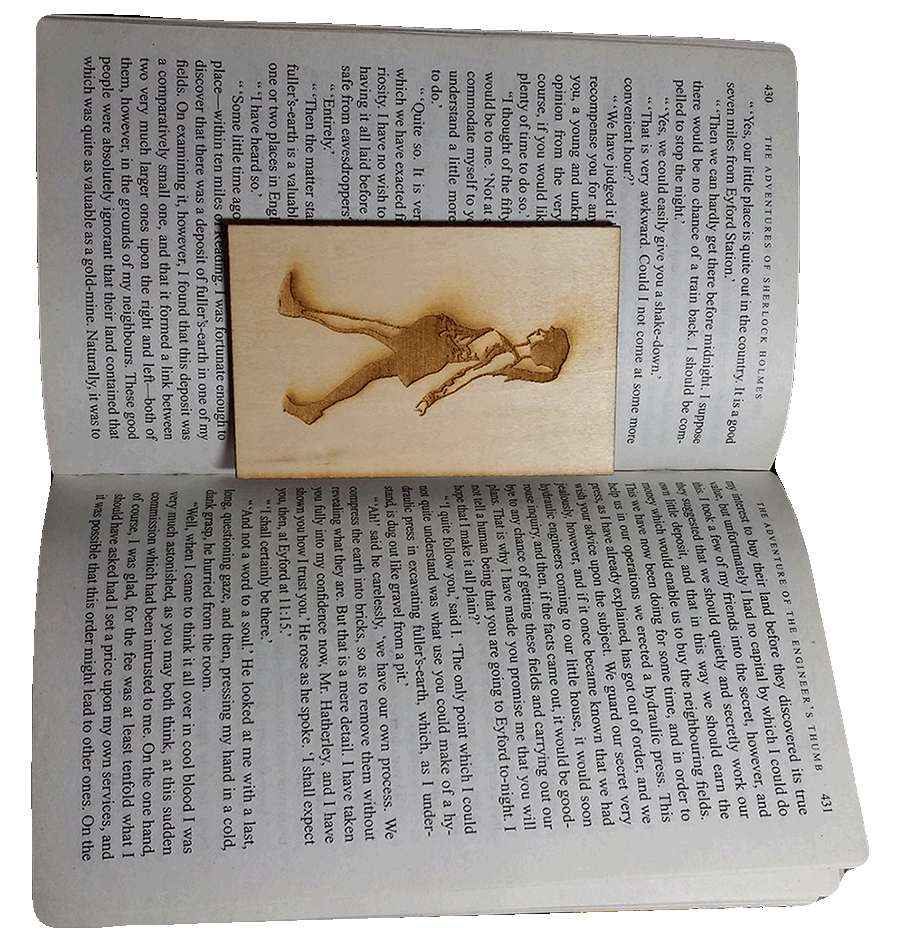 430 THE ADVENTURES OF SHERLOCK HOLMES
“‘Yes, our little place is quite out in the country. It is a good
seven miles from Eyford Station.’
“‘Then we can hardly get there before midnight. I suppose
there would be no chance of a train back. I should be com-
pelled to stop the night.’
“‘Yes, we could easily give you a shake-down.’
“‘That is very awkward. Could I not come at some more
convenient hour?’
“‘We have judged it
recompense you for
you, a young and
opinion from the very
course, if you would
plenty of time to do so.’
“I thought of the
would be to me. ‘Not
commodate myself to
understand a little more
to do.’
“‘Quite so. It is
which we have exacted
riosity. I have no wish to
having it all laid before
safe from eavesdroppers
“‘Entirely.’
“‘Then the matter
fuller’s-earth is a
one or two places in
“‘I have heard so.’
“‘Some little time ago
place—within ten miles of Reading. I was fortunate enough to
discover that there was a deposit of fuller’s-earth in one of my
fields. On examining it, however, I found that this deposit was
a comparatively small one, and that it formed a link between
two very much larger ones upon the right and left—both of
them, however, in the grounds of my neighbours. These good
people were absolutely ignorant that their land contained that
which was quite as valuable as a gold-mine. Naturally, it was to
THE ADVENTURE OF THE ENGINEER’S THUMB 431
my interest to buy their land before they discovered its true
value, but unfortunately I had no capital by which I could do
this. I took a few of my friends into the secret, however, and
they suggested that we should quietly and secretly work our
own little deposit, and that in this way we should earn the
money which would enable us to buy the neighbouring fields.
This we have now been doing for some time, and in order to
help us in our operations we erected a hydraulic press. This
press, as I have already explained, has got out of order, and we
wish your advice upon the subject. We guard our secret very
jealously, however, and if it once became known that we had
hydraulic engineers coming to our little house, it would soon
rouse inquiry, and then, if the facts came out, it would be good-
bye to any chance of getting these fields and carrying out our
plans. That is why I have made you promise me that you will
not tell a human being that you are going to Eyford to-night. I
hope that I make it all plain?’
“‘I quite follow you,’ said I. ‘The only point which I could
not quite understand was what use you could make of a hy-
draulic press in excavating fuller’s-earth, which, as I under-
stand, is dug out like gravel from a pit.’
“‘Ah!’ said he carelessly, ‘we have our own process. We
compress the earth into bricks, so as to remove them without
revealing what they are. But that is a mere detail. I have taken
you fully into my confidence now, Mr. Hatherley, and I have
shown you how I trust you.’ He rose as he spoke. ‘I shall expect
you, then, at Eyford at 11:15.’
“‘I shall certainly be there.’
“‘And not a word to a soul.’ He looked at me with a last,
long, questioning gaze, and then, pressing my hand in a cold,
dank grasp, he hurried from the room.
“Well, when I came to think it all over in cool blood I was
very much astonished, as you may both think, at this sudden
commission which had been intrusted to me. On the one hand,
of course, I was glad, for the fee was at least tenfold what I
should have asked had I set a price upon my own services, and
it was possible that this order might lead to other ones. On the